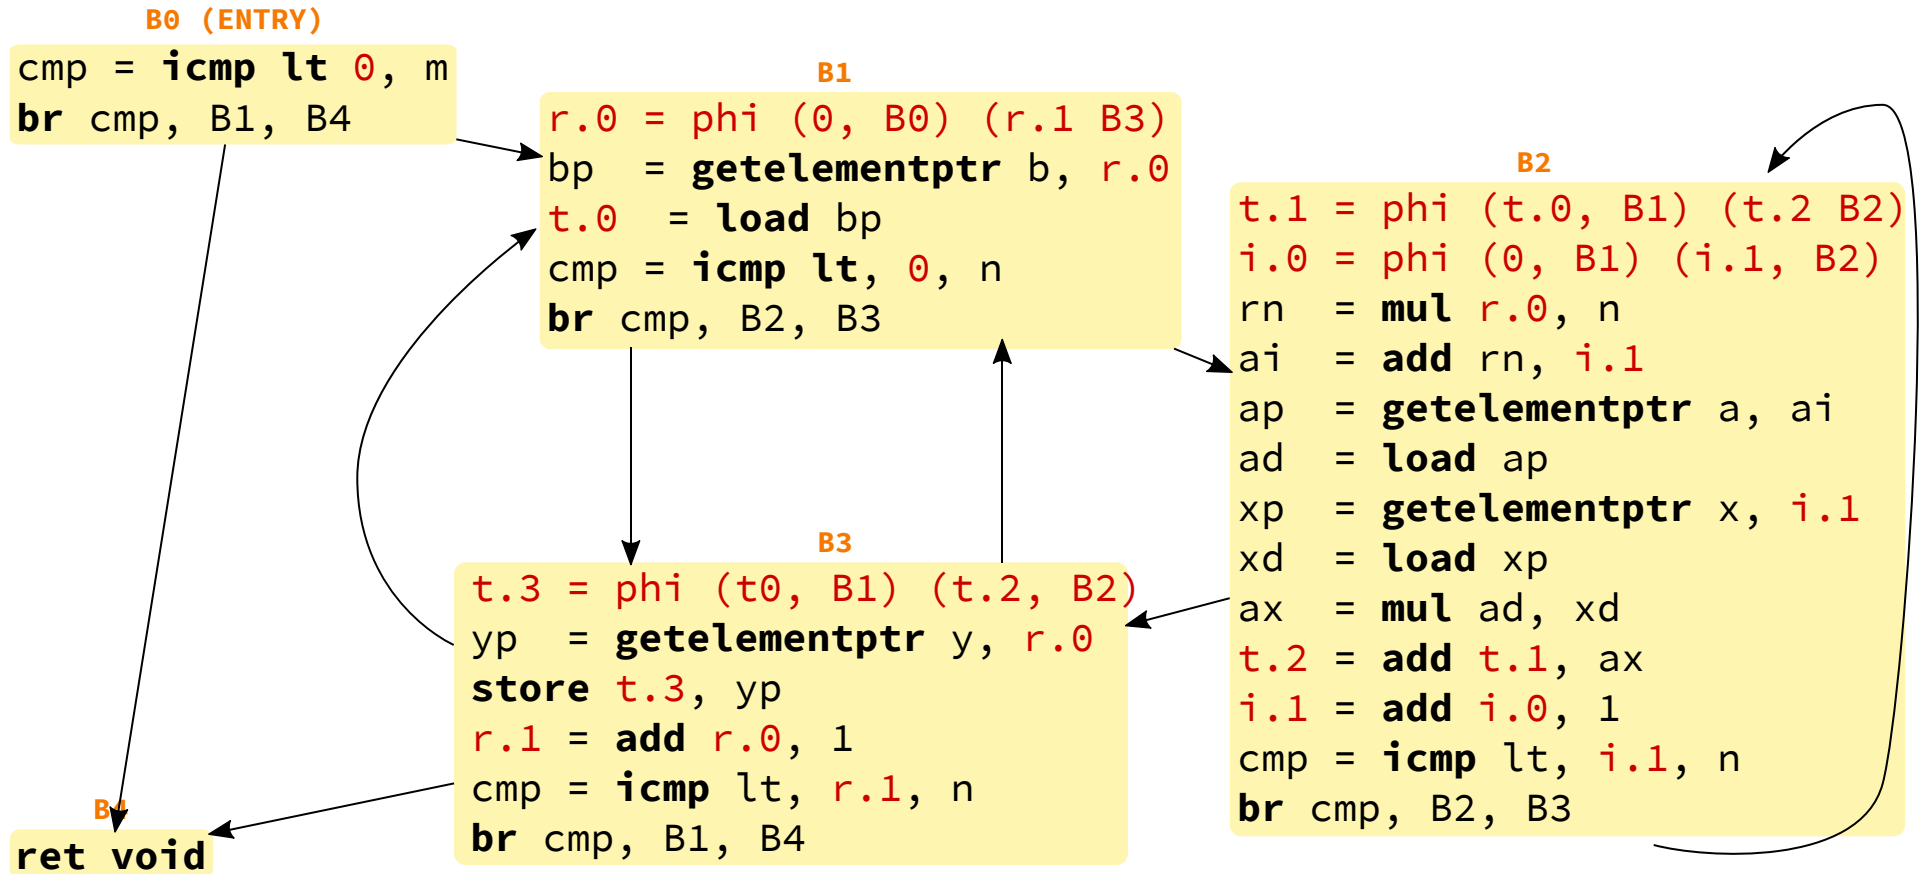 B0 (ENTRY)
cmp = icmp lt 0, m
br cmp, B1, B4
B1
r.0 = phi (0, B0) (r.1 B3)
bp = getelementptr b, r.0
t.0 = load bp
cmp = icmp lt, 0, n
br cmp, B2, B3
B2
t.1 = phi (t.0, B1) (t.2 B2)
i.0 = phi (0, B1) (i.1, B2)
rn = mul r.0, n
ai = add rn, i.1
ap = getelementptr a, ai
ad = load ap
xp = getelementptr x, i.1
xd = load xp
ax = mul ad, xd
t.2 = add t.1, ax
i.1 = add i.0, 1
cmp = icmp lt, i.1, n
br cmp, B2, B3
B3
t.3 = phi (t0, B1) (t.2, B2)
yp = getelementptr y, r.0
store t.3, yp
r.1 = add r.0, 1
cmp = icmp lt, r.1, n
br cmp, B1, B4
B4
ret void